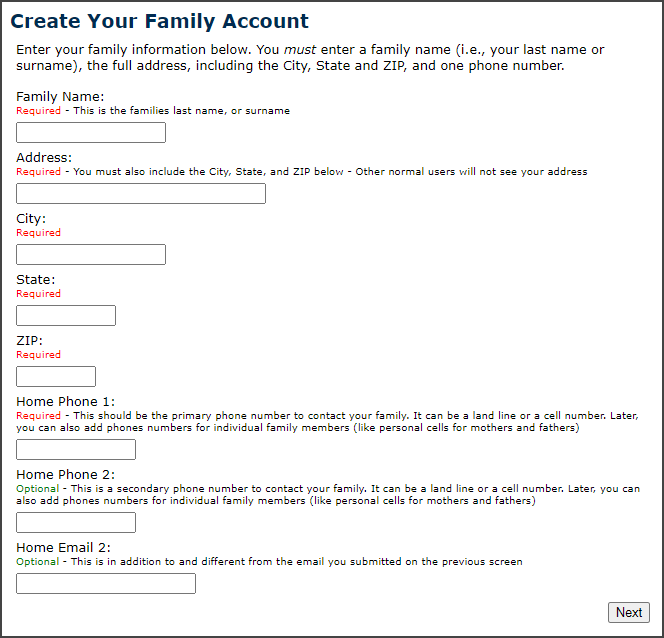 Create Your Family Account
Enter your family information below. You must enter a family name (i.e., your last name or
surname), the full address, including the City, State and ZIP, and one phone number.
Family Name:
Required - This is the families last name, or surname
Address:
Required - You must also include the City, State, and ZIP below - Other normal users will not see your address
City:
Required
State:
Required
ZIP:
Required
Home Phone 1:
Required - This should be the primary phone number to contact your family. It can be a land line or a cell number. Later,
you can also add phones numbers for individual family members (like personal cells for mothers and fathers)
Home Phone 2:
Optional - This is a secondary phone number to contact your family. It can be a land line or a cell number. Later, you can
also add phones numbers for individual family members (like personal cells for mothers and fathers)
Home Email 2:
Optional - This is in addition to and different from the email you submitted on the previous screen
Next